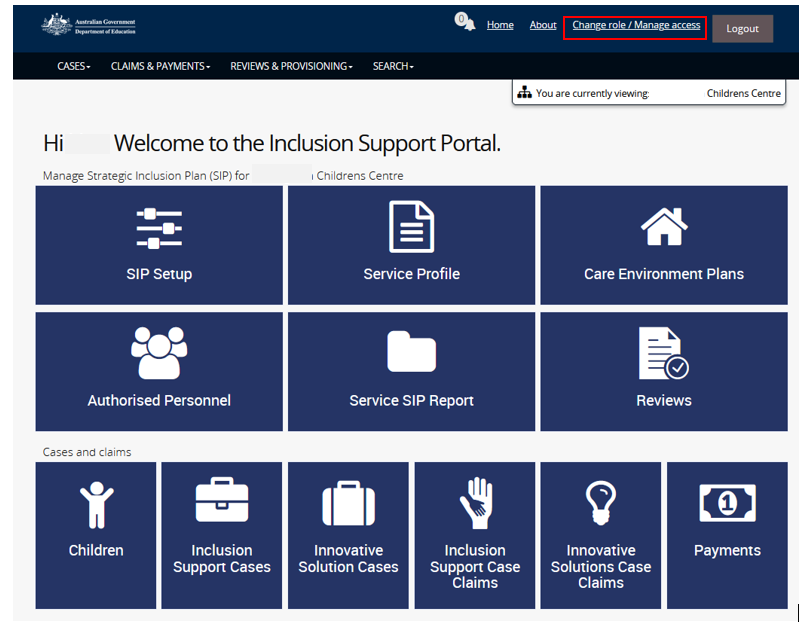 Australian Government
Department of Education
0
Home About Change role / Manage access Logout
CASES CLAIMS & PAYMENTS REVIEWS & PROVISIONING SEARCH
You are currently viewing: Childrens Centre
Hi Welcome to the Inclusion Support Portal.
Manage Strategic Inclusion Plan (SIP) for Childrens Centre
SIP Setup Service Profile Care Environment Plans
Authorised Personnel Service SIP Report Reviews
Cases and claims
1
Children
Inclusion
Support Cases
Innovative
Solution Cases
Inclusion
Support Case
Claims
Innovative
Solutions Case
Claims
Payments